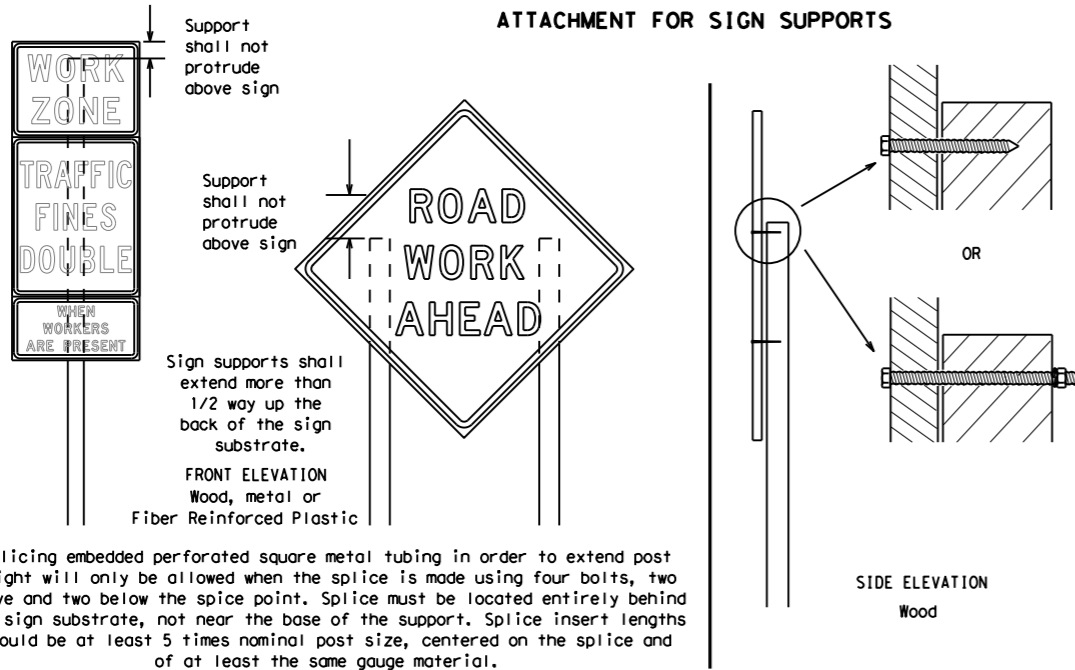 ATTACHMENT FOR SIGN SUPPORTS
Support
shall not
protrude
above sign
WORK
ZONE
TRAFFIC
FINES
DOUBLE
WHEN
WORKERS
ARE PRESENT
Support
shall not
protrude
above sign
ROAD
WORK
AHEAD
Sign supports shall
extend more than
1/2 way up the
back of the sign
substrate.
FRONT ELEVATION
Wood, metal or
Fiber Reinforced Plastic
OR
SIDE ELEVATION
Wood
licing embedded perforated square metal tubing in order to extend post
ight will only be allowed when the splice is made using four bolts, two
ve and two below the spice point. Splice must be located entirely behind
sign substrate, not near the base of the support. Splice insert lengths
ould be at least 5 times nominal post size, centered on the splice and
of at least the same gauge material.